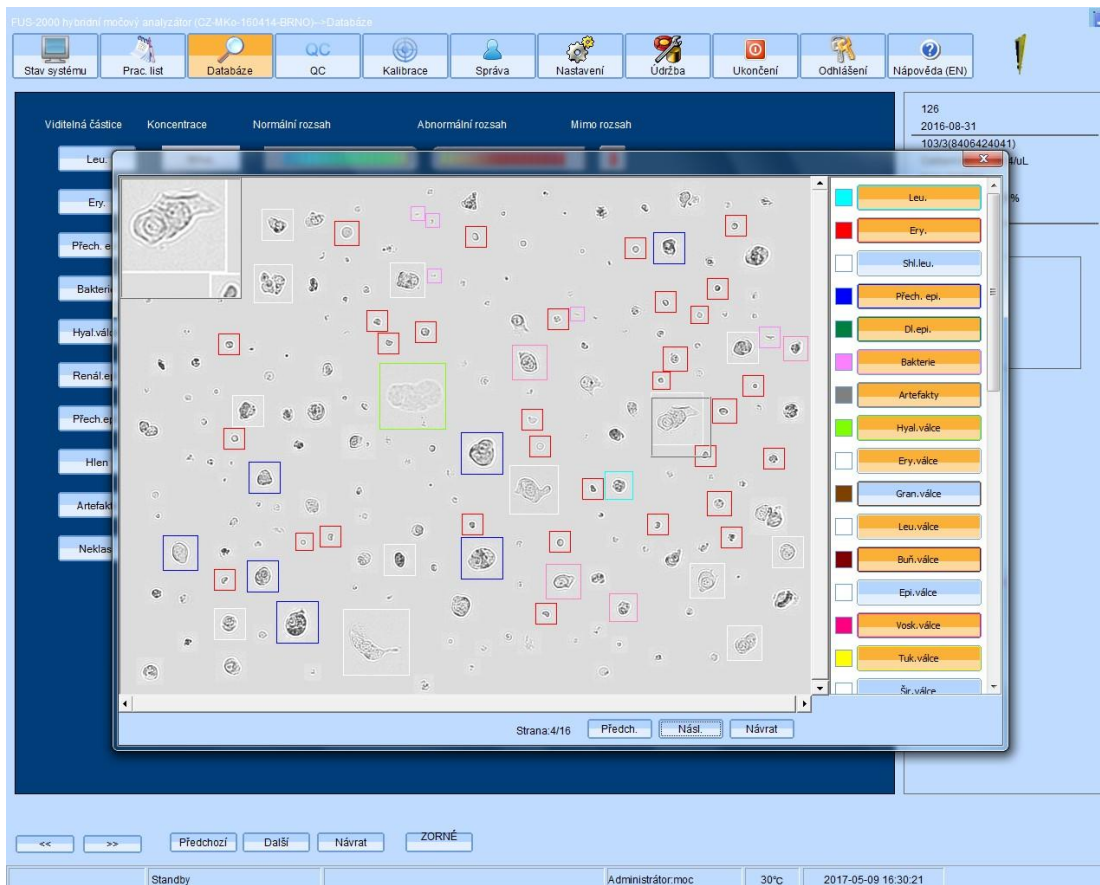 FUS-2000 hybridní močový analyzátor (CZ-MKo-160414-BRNO)-->Databáze
Stav systému
Prac. list
Databáze
QC
QC
Kalibrace
Správa
Nastavení
Údržba
Ukončení
Odhlášení
Nápověda (EN)
Viditelná částice Koncentrace Normální rozsah Abnormální rozsah Mimo rozsah
126
2016-08-31
103/3(8406424041)
4/uL
%
Leu.
Ery.
Přech. e
Bakteri
Hyal.vál
Renál.e
Přech.e
Hlen
Artefak
Neklas
Leu.
Ery.
Shl.leu.
Přech. epi.
Dl.epi.
Bakterie
Artefakty
Hyal.válce
Ery.válce
Gran.válce
Leu.válce
Buň.válce
Epi.válce
Vosk.válce
Tuk.válce
Šir.válce
Strana:4/16 Předch. Násl. Návrat
<< >> Předchozí Další Návrat ZORNÉ
Standby Administrátor:moc 30°C 2017-05-09 16:30:21